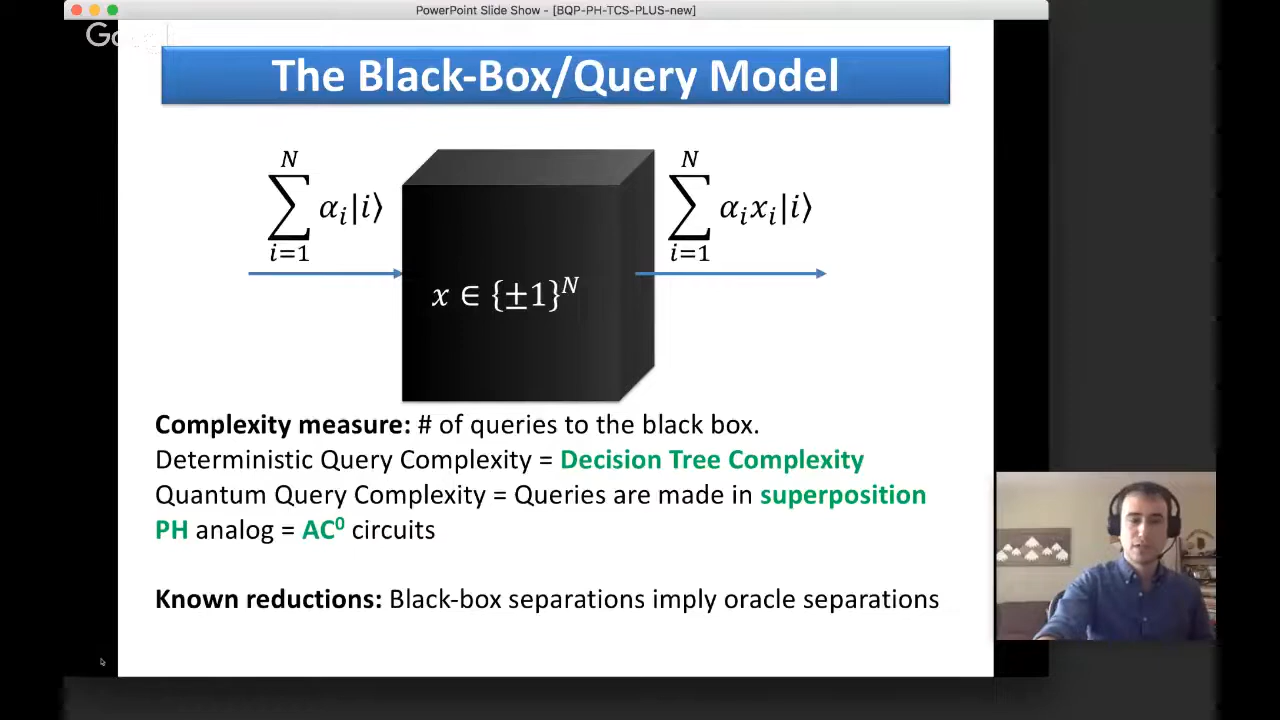 PowerPoint Slide Show - [BQP-PH-TCS-PLUS-new]
The Black-Box/Query Model
∑_{i=1}^{N} α_i|i⟩
∑_{i=1}^{N} α_i x_i|i⟩
x ∈ {±1}^N
Complexity measure: # of queries to the black box.
Deterministic Query Complexity = Decision Tree Complexity
Quantum Query Complexity = Queries are made in superposition
PH analog = AC⁰ circuits
Known reductions: Black-box separations imply oracle separations